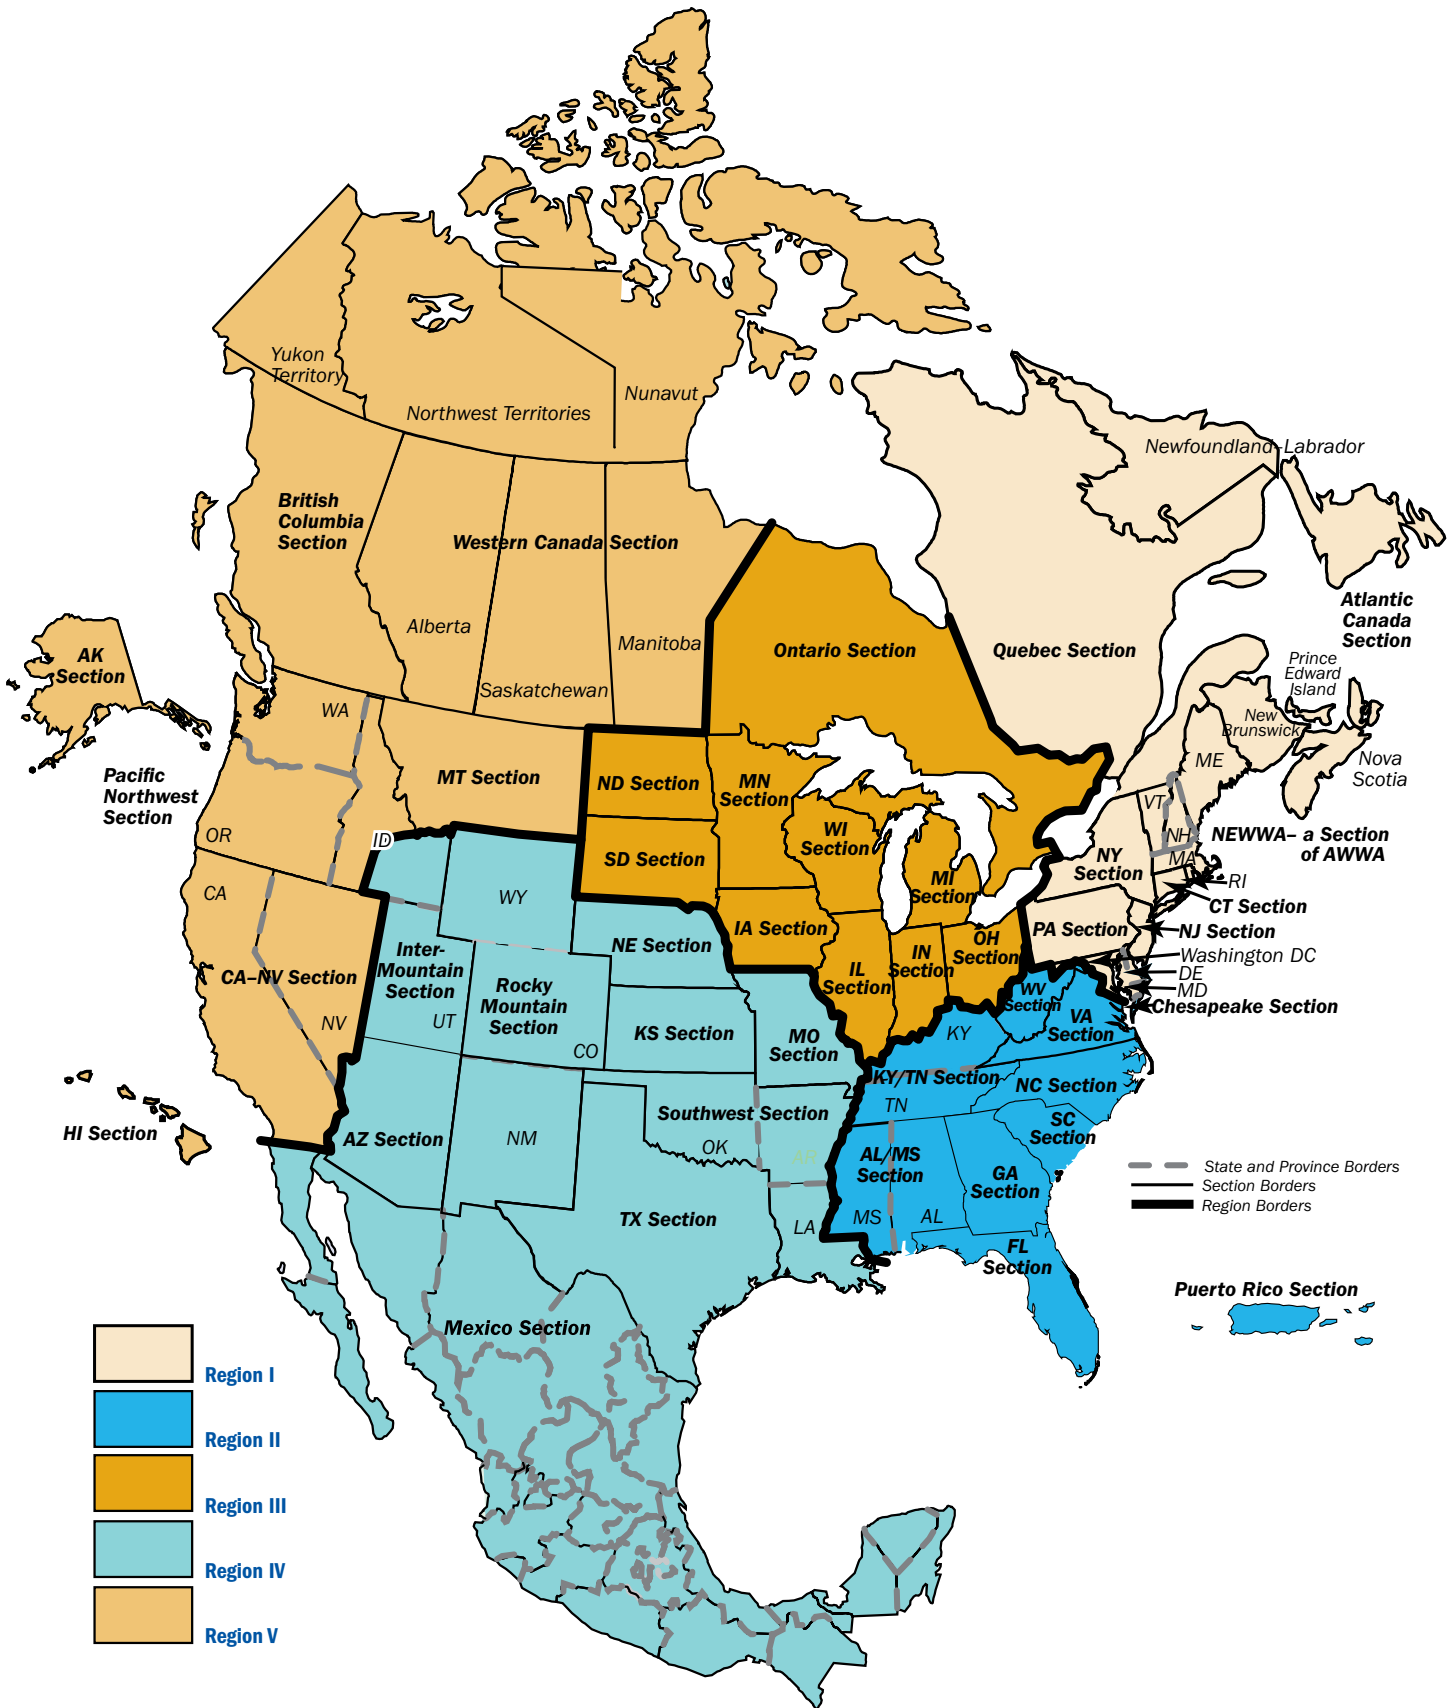 Yukon
Territory
Northwest Territories
Nunavut
Newfoundland-Labrador
British
Columbia
Section
Western Canada Section
Alberta
Saskatchewan
Manitoba
Ontario Section
Quebec Section
Atlantic
Canada
Section
Prince
Edward
Island
New
Brunswick
Nova
Scotia
AK
Section
Pacific
Northwest
Section
WA
OR
ID
MT Section
ND Section
SD Section
MN
Section
WI
Section
MI
Section
NY
Section
VT
NH
ME
MA
NEWWA– a Section
of AWWA
RI
CT Section
NJ Section
PA Section
Washington DC
DE
MD
Chesapeake Section
CA
NV
CA–NV Section
Inter-
Mountain
Section
UT
WY
Rocky
Mountain
Section
CO
NE Section
KS Section
IA Section
IL
Section
IN
Section
OH
Section
WV
Section
VA
Section
MO
Section
KY
KY/TN Section
TN
NC Section
SC
Section
GA
Section
AL/MS
Section
MS
AL
FL
Section
HI Section
AZ Section
NM
Southwest Section
OK
AR
LA
TX Section
Mexico Section
Puerto Rico Section
State and Province Borders
Section Borders
Region Borders
Region I
Region II
Region III
Region IV
Region V